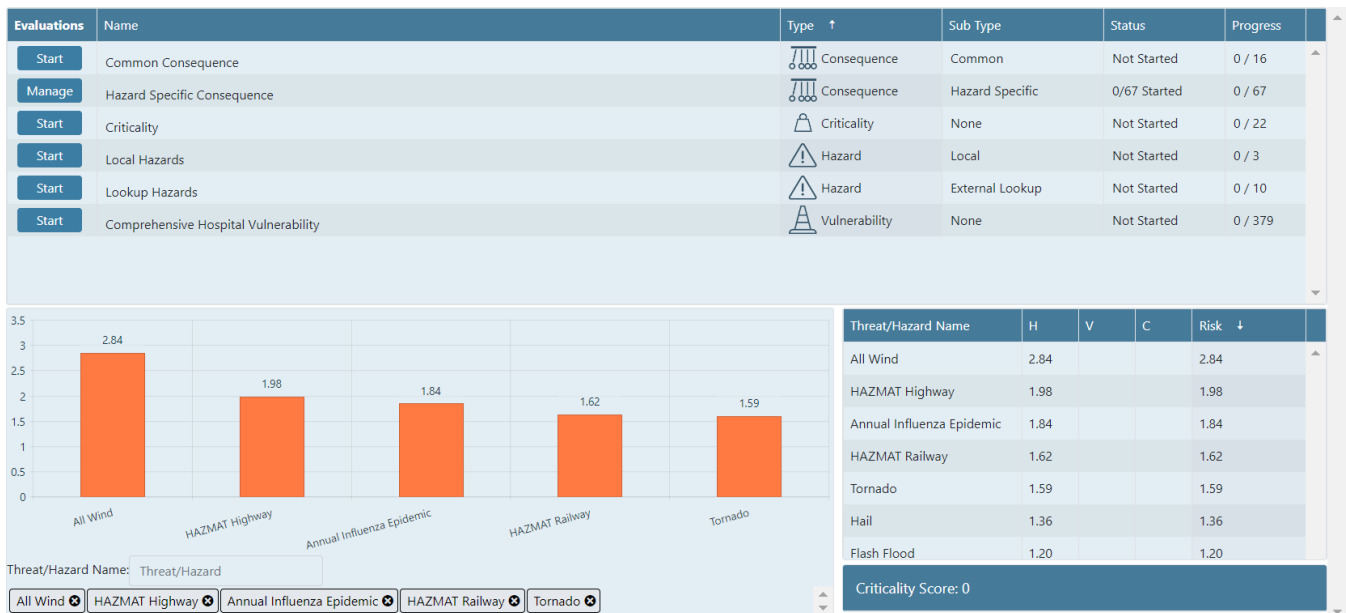 Evaluations Name Type ↑ Sub Type Status Progress
Start Common Consequence Consequence Common Not Started 0 / 16
Manage Hazard Specific Consequence Consequence Hazard Specific 0/67 Started 0 / 67
Start Criticality Criticality None Not Started 0 / 22
Start Local Hazards Hazard Local Not Started 0 / 3
Start Lookup Hazards Hazard External Lookup Not Started 0 / 10
Start Comprehensive Hospital Vulnerability Vulnerability None Not Started 0 / 379
3.5
3
2.5
2
1.5
1
0.5
0
2.84
1.98
1.84
1.62
1.59
All Wind
HAZMAT Highway
Annual Influenza Epidemic
HAZMAT Railway
Tornado
Threat/Hazard Name: Threat/Hazard
All Wind HAZMAT Highway Annual Influenza Epidemic HAZMAT Railway Tornado
Threat/Hazard Name H V C Risk ↓
All Wind 2.84 2.84
HAZMAT Highway 1.98 1.98
Annual Influenza Epidemic 1.84 1.84
HAZMAT Railway 1.62 1.62
Tornado 1.59 1.59
Hail 1.36 1.36
Flash Flood 1.20 1.20
Criticality Score: 0